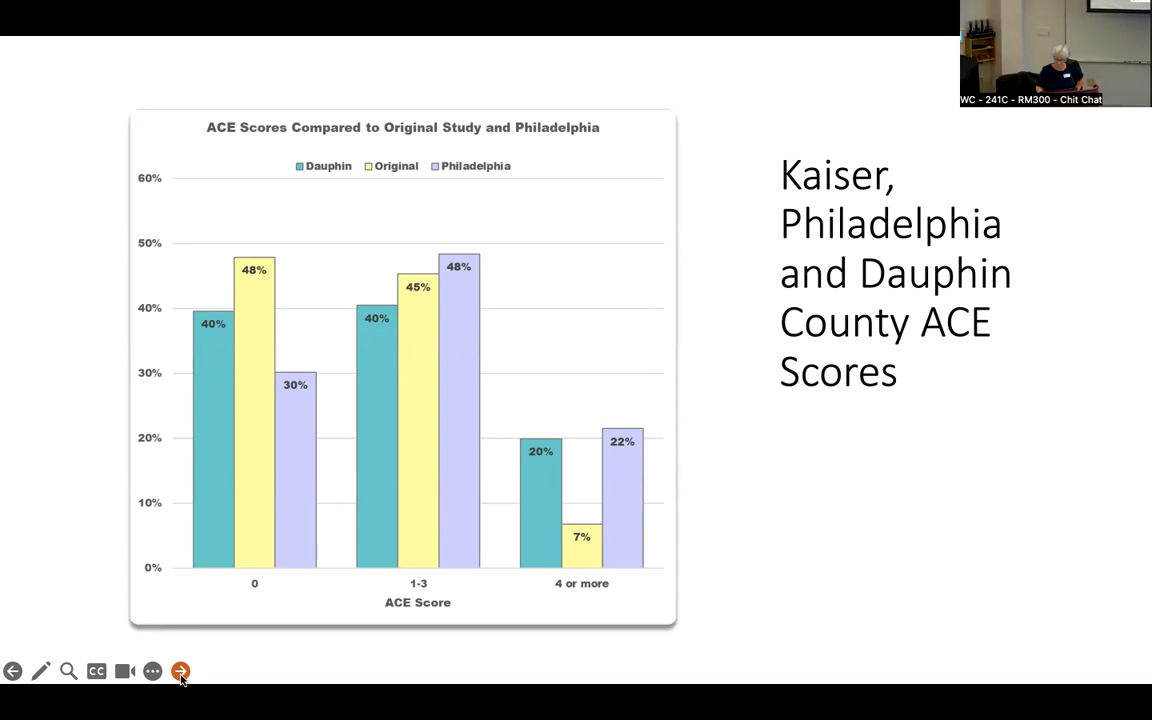 WC - 241C - RM300 - Chit Chat
ACE Scores Compared to Original Study and Philadelphia
Dauphin Original Philadelphia
60%
50%
40%
30%
20%
10%
0%
40%
48%
30%
40%
45%
48%
20%
7%
22%
0
1-3
4 or more
ACE Score
Kaiser,
Philadelphia
and Dauphin
County ACE
Scores
CC